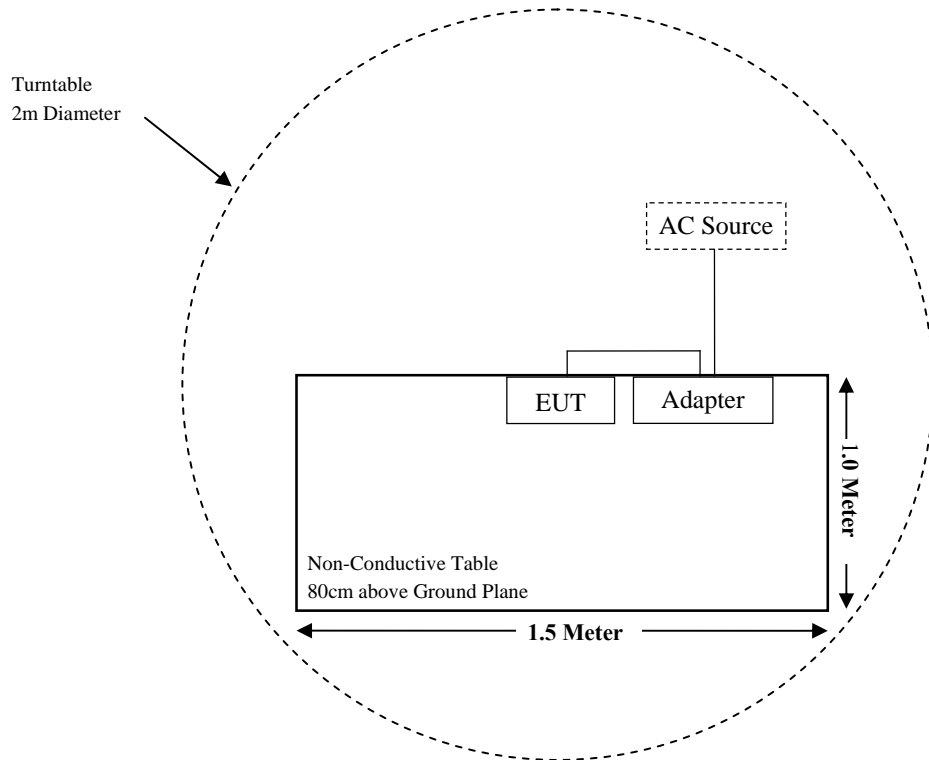 Turntable
2m Diameter
AC Source
EUT
Adapter
1.0 Meter
Non-Conductive Table
80cm above Ground Plane
1.5 Meter